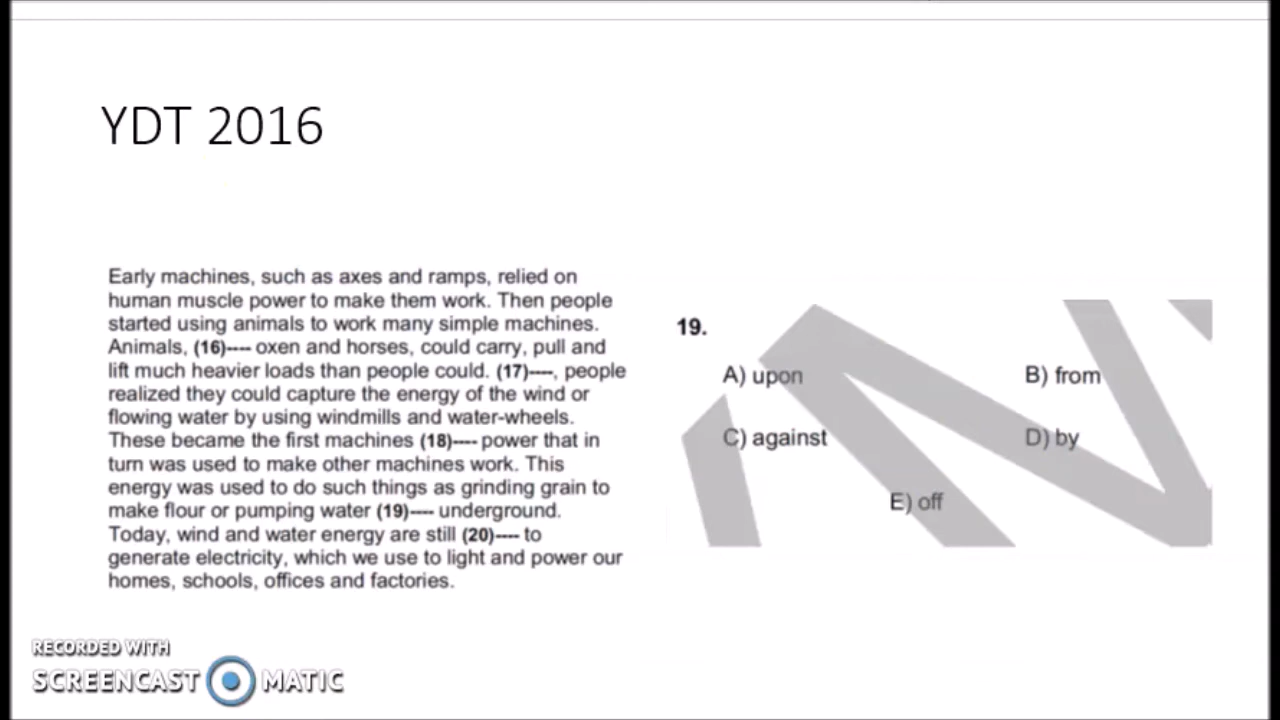 YDT 2016
Early machines, such as axes and ramps, relied on
human muscle power to make them work. Then people
started using animals to work many simple machines.
Animals, (16)---- oxen and horses, could carry, pull and
lift much heavier loads than people could. (17)----, people
realized they could capture the energy of the wind or
flowing water by using windmills and water-wheels.
These became the first machines (18)---- power that in
turn was used to make other machines work. This
energy was used to do such things as grinding grain to
make flour or pumping water (19)---- underground.
Today, wind and water energy are still (20)---- to
generate electricity, which we use to light and power our
homes, schools, offices and factories.
19.
A) upon
B) from
C) against
D) by
E) off
RECORDED WITH
SCREENCAST MATIC